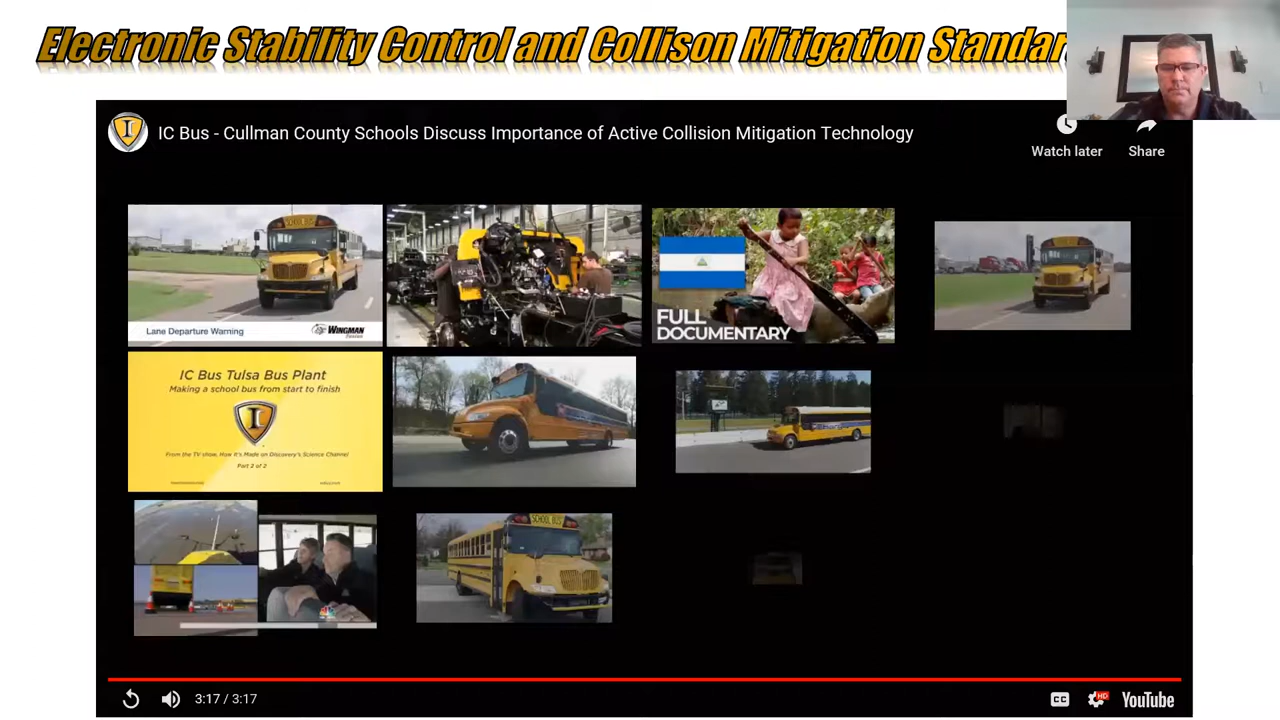 Electronic Stability Control and Collison Mitigation Standar
IC Bus - Cullman County Schools Discuss Importance of Active Collision Mitigation Technology
Watch later
Share
SCHOOL BUS
Lane Departure Warning
WINGMAN
FULL
DOCUMENTARY
IC Bus Tulsa Bus Plant
Making a school bus from start to finish
I
From the TV show, How It's Made on Discovery's Science Channel
Part 2 of 2
SCHOOL BUS
3:17 / 3:17
CC
HD
YouTube